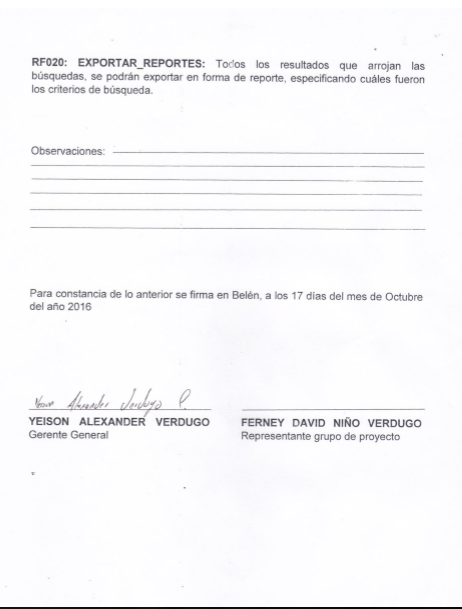 RF020: EXPORTAR_REPORTES: Todos los resultados que arrojan las
búsquedas, se podrán exportar en forma de reporte, especificando cuáles fueron
los criterios de búsqueda.
Observaciones:
Para constancia de lo anterior se firma en Belén, a los 17 días del mes de Octubre
del año 2016
Yeison Alexander Verdugo P.
YEISON ALEXANDER VERDUGO
Gerente General
FERNEY DAVID NIÑO VERDUGO
Representante grupo de proyecto